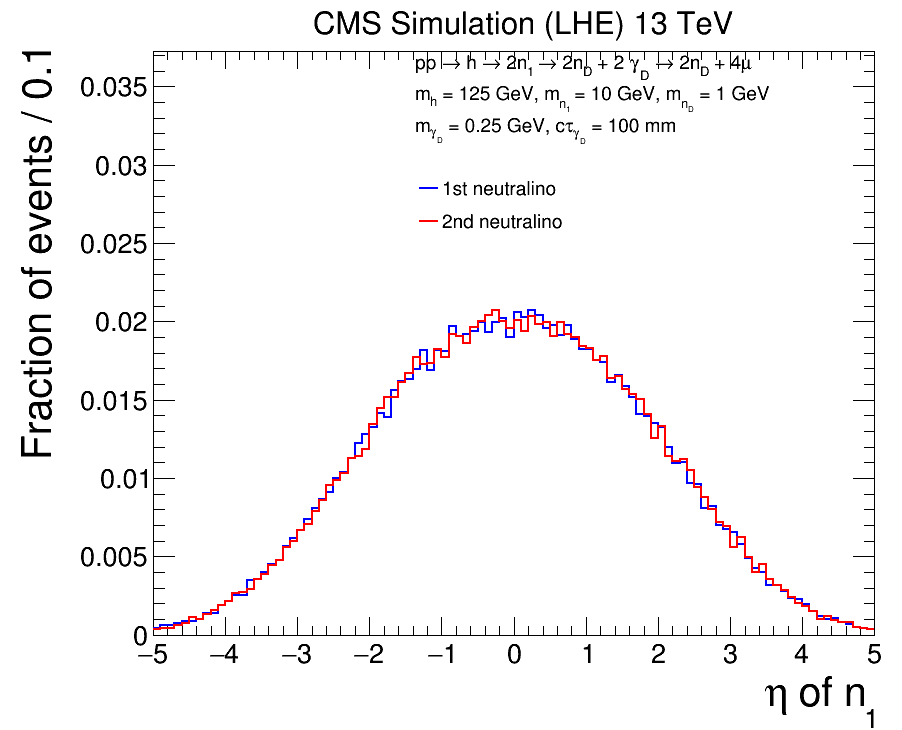 CMS Simulation (LHE) 13 TeV
pp → h → 2n1 → 2nD + 2 γD → 2nD + 4μ
mh = 125 GeV, mn1 = 10 GeV, mnD = 1 GeV
mγD = 0.25 GeV, cτγD = 100 mm
1st neutralino
2nd neutralino
Fraction of events / 0.1
0.035
0.03
0.025
0.02
0.015
0.01
0.005
0
−5 −4 −3 −2 −1 0 1 2 3 4 5
η of n1